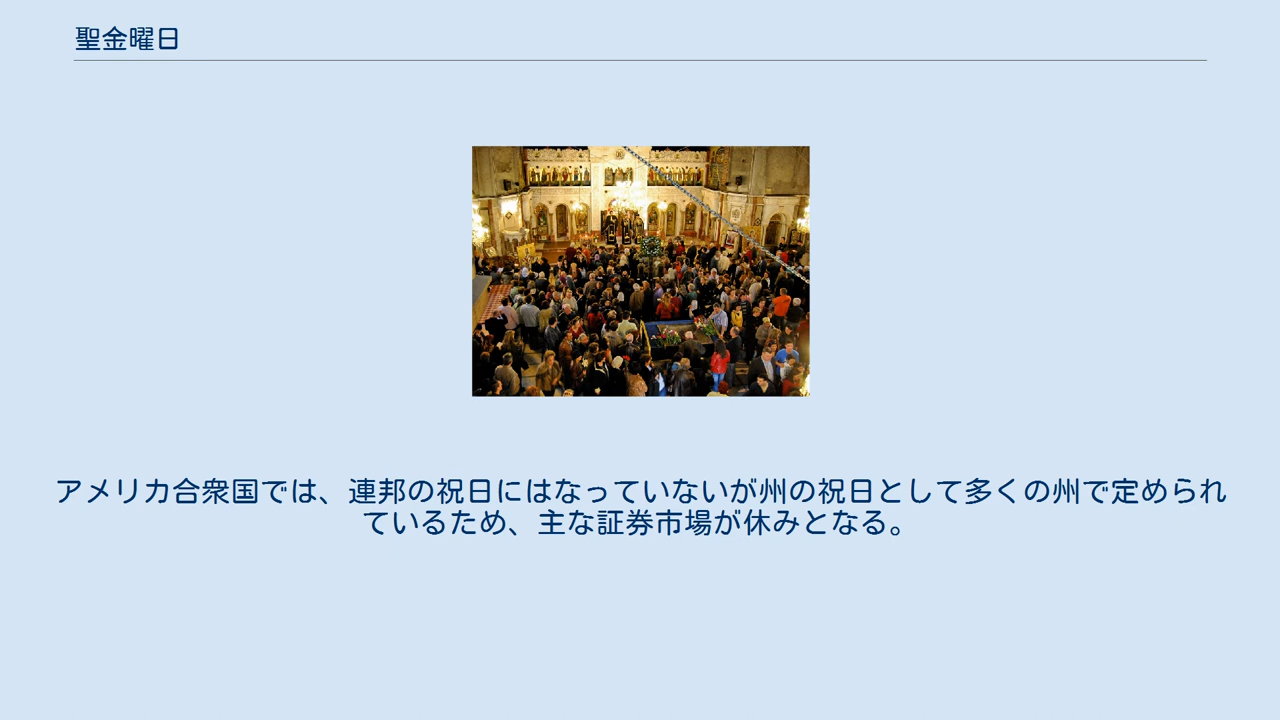 聖金曜日
アメリカ合衆国では、連邦の祝日にはなっていないが州の祝日として多くの州で定められ
ているため、主な証券市場が休みとなる。